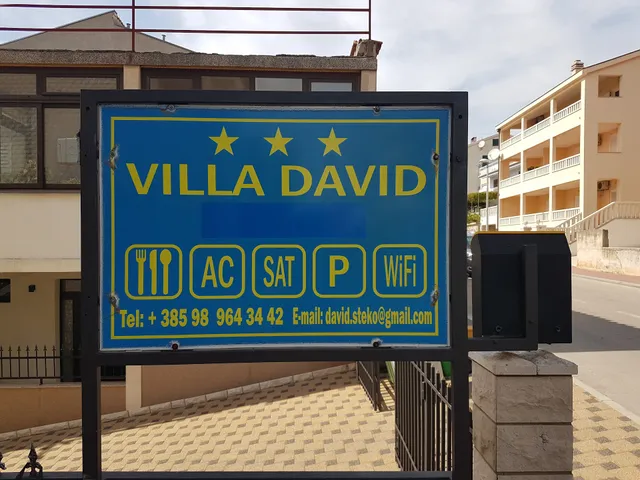 VILLA DAVID
AC SAT P WiFi
Tel: + 385 98 964 34 42 E-mail: david.steko@gmail.com